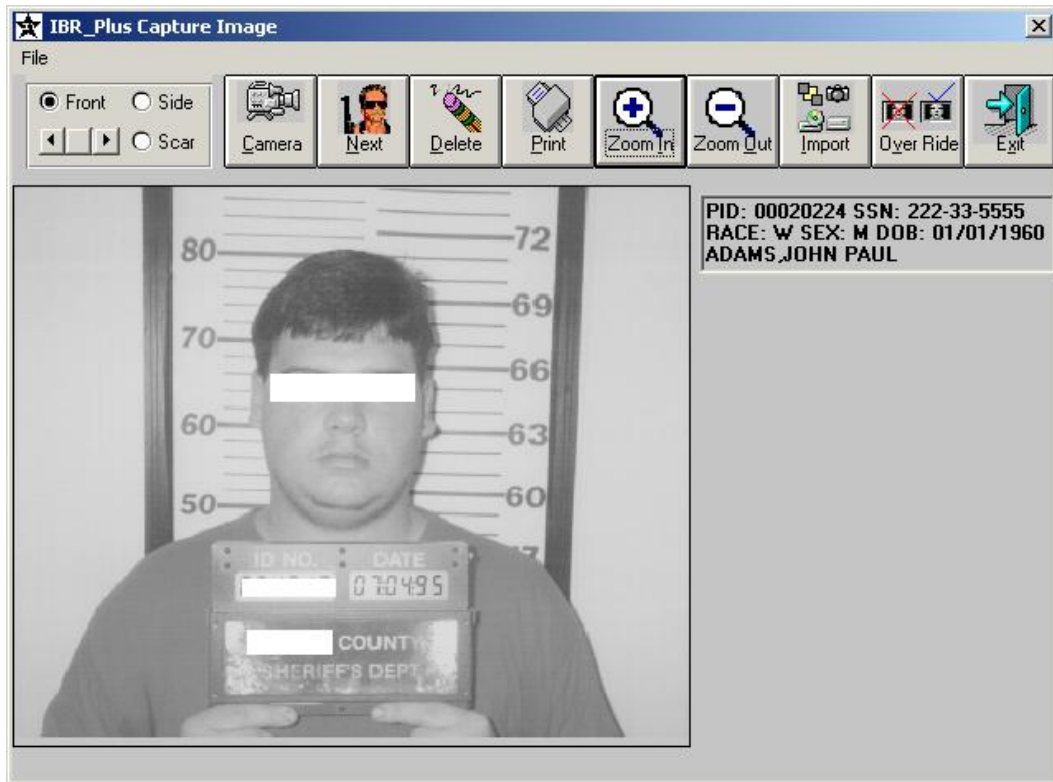 IBR_Plus Capture Image
File
Front Side
Scar
Camera Next Delete Print Zoom In Zoom Out Import Over Ride Exit
PID: 00020224 SSN: 222-33-5555
RACE: W SEX: M DOB: 01/01/1960
ADAMS,JOHN PAUL
80 72
69
70
66
60 63
50 60
ID NO. DATE
07:04:95
COUNTY
SHERIFF'S DEPT.